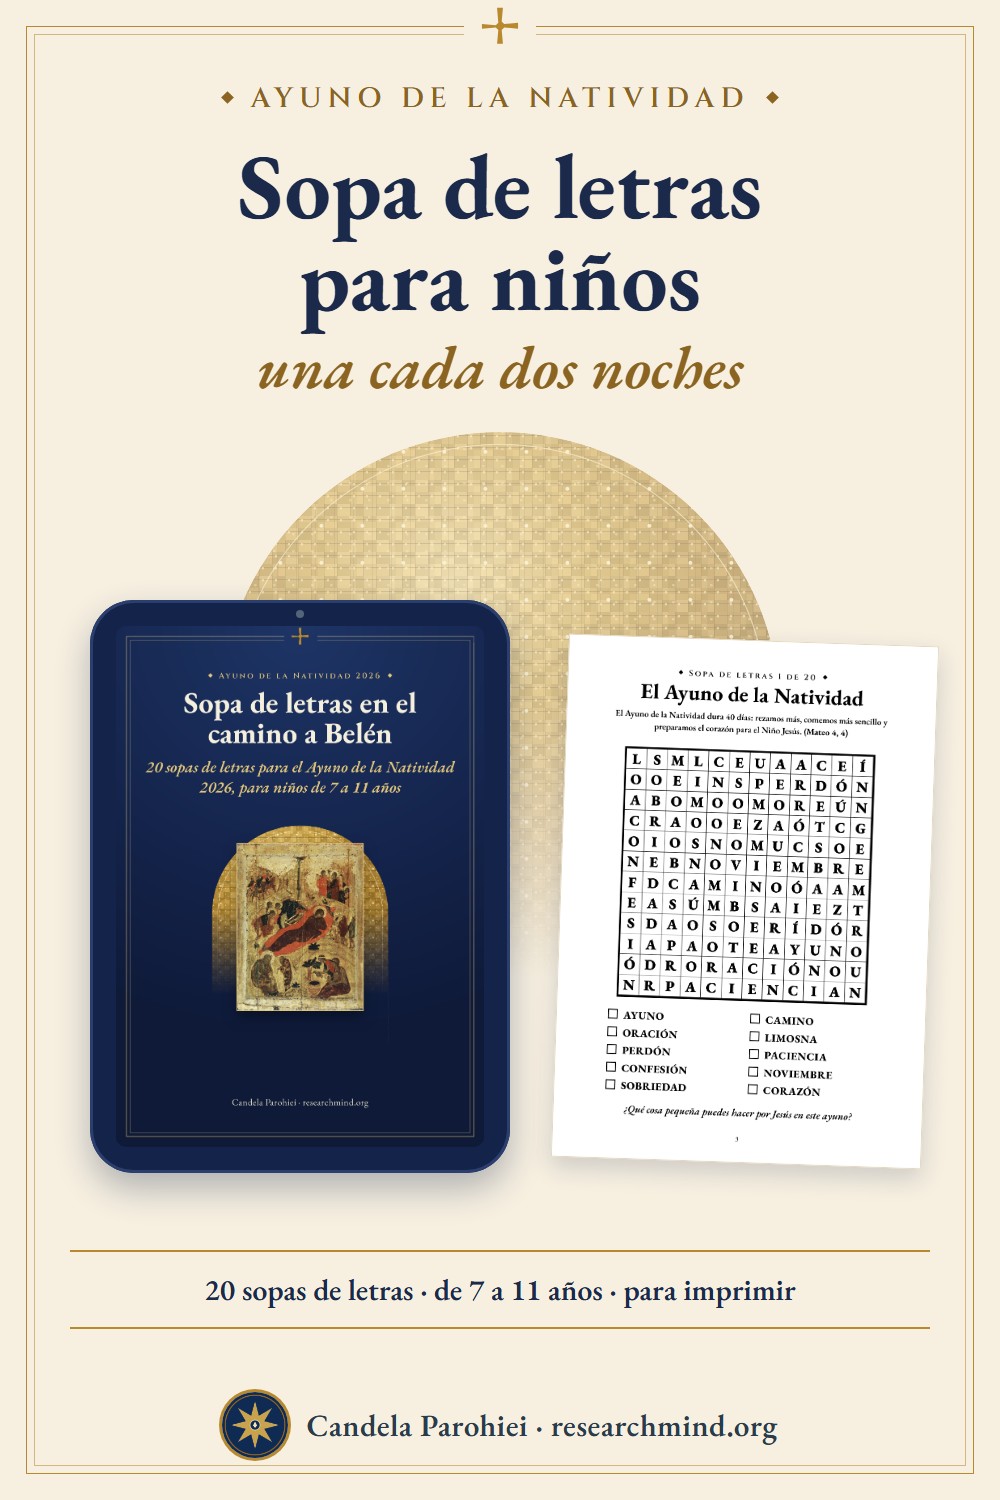 AYUNO DE LA NATIVIDAD
Sopa de letras
para niños
una cada dos noches
AYUNO DE LA NATIVIDAD 2026
Sopa de letras en el
camino a Belén
20 sopas de letras para el Ayuno de la Natividad
2026, para niños de 7 a 11 años
Candela Parohiei · researchmind.org
SOPA DE LETRAS 1 DE 20
El Ayuno de la Natividad
El Ayuno de la Natividad dura 40 días: rezamos más, comemos más sencillo y
preparamos el corazón para el Niño Jesús. (Mateo 4, 4)
L S M L C E U A A C E Í
O O E I N S P E R D Ó N
A B O M O O M O R E Ú N
C R A O O E Z A Ó T C G
O I O S N O M U C S O E
N E B N O V I E M B R E
F D C A M I N O Ó A A M
E A S Ú M B S A I E Z T
S D A O S O E R Í D Ó R
I A P A O T E A Y U N O
Ó D R O R A C I Ó N O U
N R P A C I E N C I A N
AYUNO
ORACIÓN
PERDÓN
CONFESIÓN
SOBRIEDAD
CAMINO
LIMOSNA
PACIENCIA
NOVIEMBRE
CORAZÓN
¿Qué cosa pequeña puedes hacer por Jesús en este ayuno?
3
20 sopas de letras · de 7 a 11 años · para imprimir
Candela Parohiei · researchmind.org